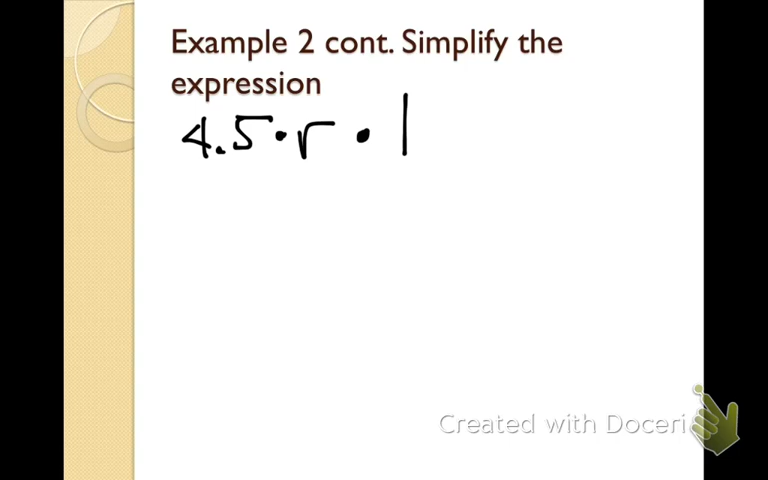 Example 2 cont. Simplify the
expression
4.5 · r · 1
Created with Doceri